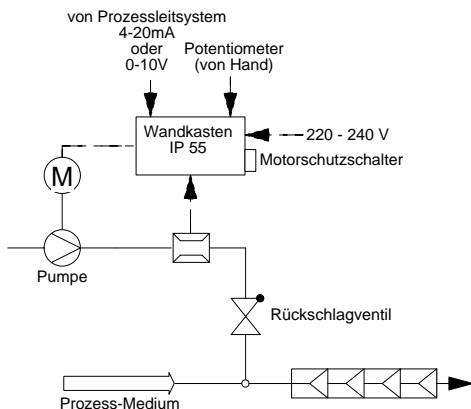 von Prozessleitsystem
4-20mA
oder
0-10V
Potentiometer
(von Hand)
Wandkasten
IP 55
220 - 240 V
Motorschutzschalter
M
Pumpe
Rückschlagventil
Prozess-Medium